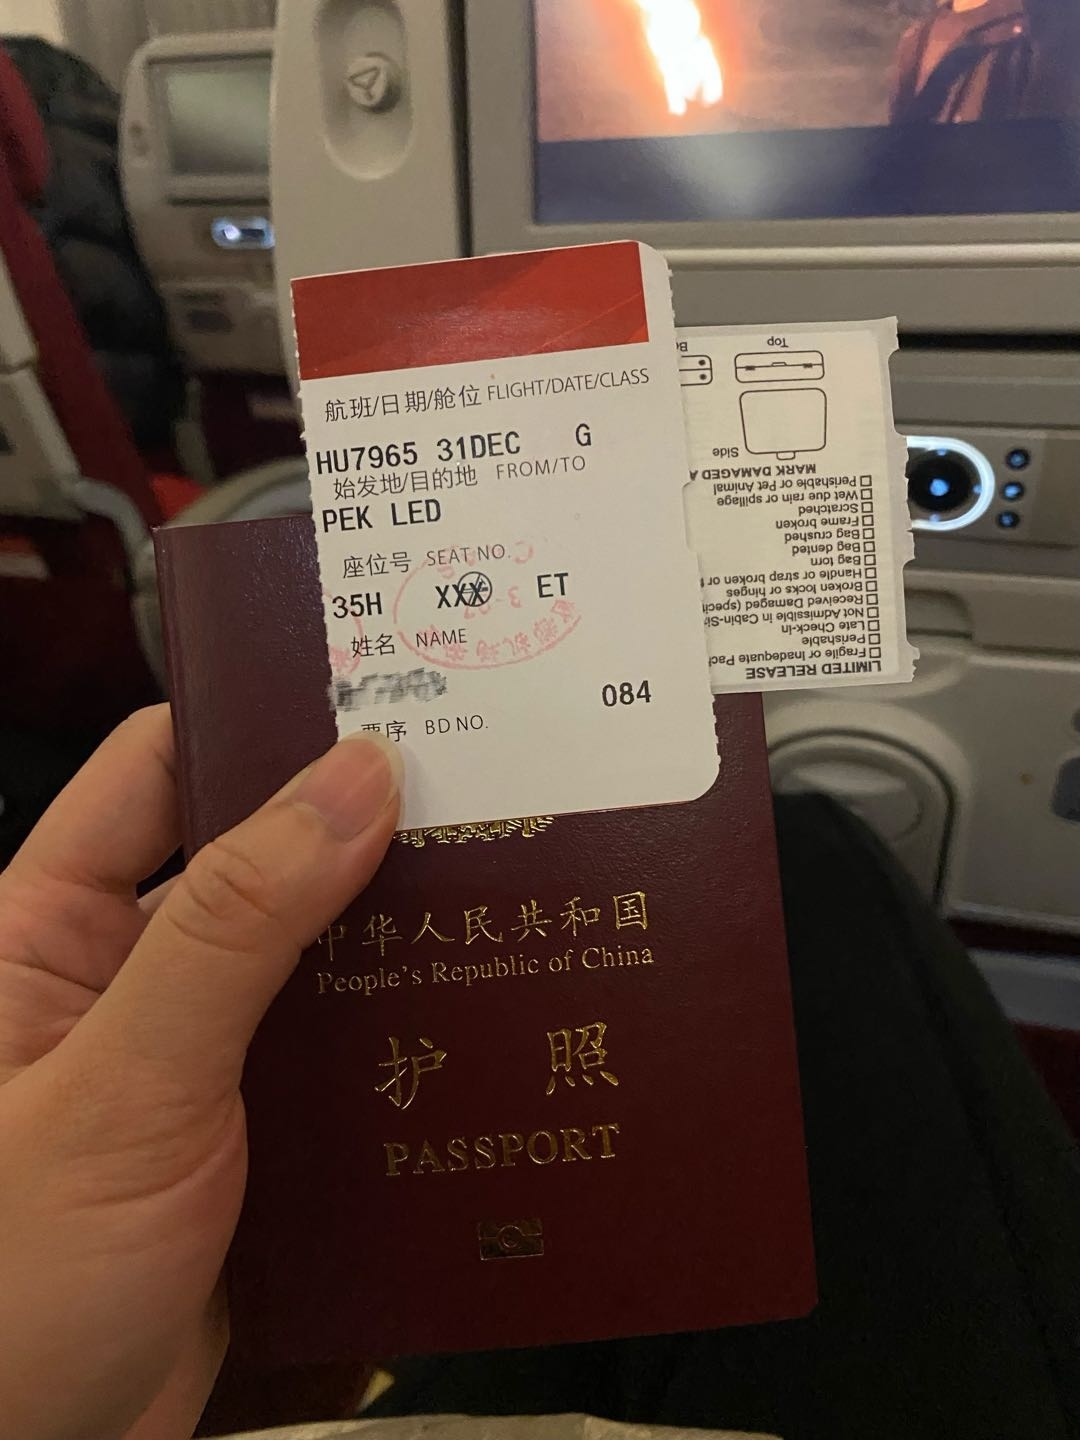 航班/日期/舱位 FLIGHT/DATE/CLASS
HU7965 31DEC G
始发地/目的地 FROM/TO
PEK LED
座位号 SEAT NO.
35H XXX ET
姓名 NAME
084
序 BD NO.
LIMITED RELEASE
Fragile or Inadequate
Perishable
Late Check-In
Not Admissible in
Received Damaged
Broken locks or hinges
Handle or strap broken or
Bag torn
Bag dented
Bag crushed
Frame broken
Scratched
Wet due rain or spillage
Perishable or Pet Animal
MARK DAMAGED
Side
Top
中华人民共和国
People's Republic of China
护照
PASSPORT